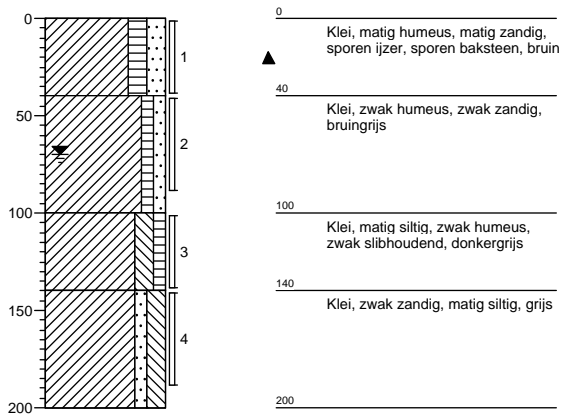 0
50
100
150
200
1
2
3
4
0
Klei, matig humeus, matig zandig,
sporen ijzer, sporen baksteen, bruin
40
Klei, zwak humeus, zwak zandig,
bruingrijs
100
Klei, matig siltig, zwak humeus,
zwak slibhoudend, donkergrijs
140
Klei, zwak zandig, matig siltig, grijs
200